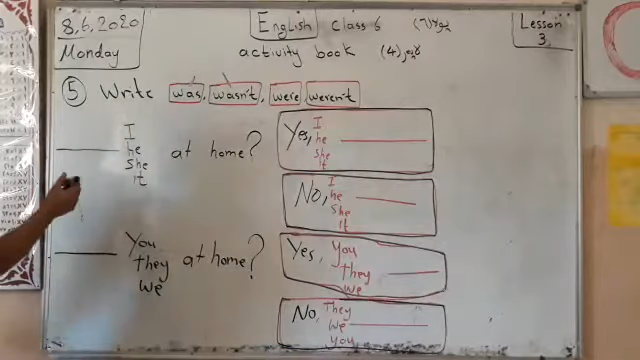 8,6,2020
Monday
English class 6
activity book (4)
Lesson
3
5 Write was, wasn't, were, weren't
I
he
she
it
at home?
Yes, I
he
she
it
No, I
he
she
it
You
they
we
at home?
Yes, you
they
we
No, They
we
you